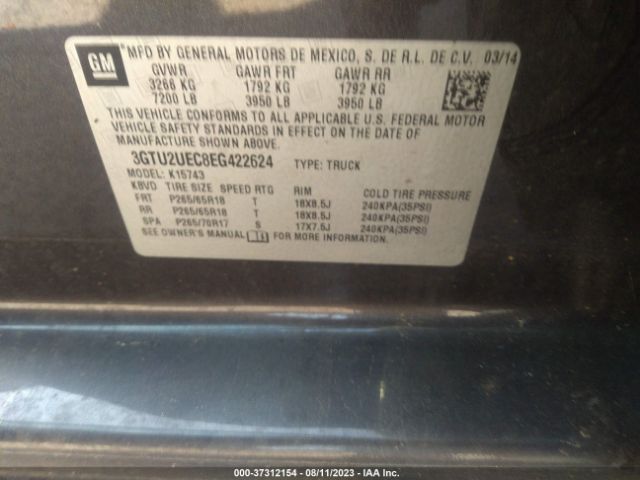 GM
MFD BY GENERAL MOTORS DE MEXICO, S. DE R.L. DE C.V. 03/14
GVWR GAWR FRT GAWR RR
3266 KG 1792 KG 1792 KG
7200 LB 3950 LB 3950 LB
THIS VEHICLE CONFORMS TO ALL APPLICABLE U.S. FEDERAL MOTOR
VEHICLE SAFETY STANDARDS IN EFFECT ON THE DATE OF
MANUFACTURE SHOWN ABOVE.
3GTU2UEC8EG422624 TYPE: TRUCK
MODEL: K15743
KBVD TIRE SIZE SPEED RTG RIM COLD TIRE PRESSURE
FRT P265/65R18 T 18X8.5J 240KPA(35PSI)
RR P265/65R18 T 18X8.5J 240KPA(35PSI)
SPA P265/70R17 S 17X7.5J 240KPA(35PSI)
SEE OWNER'S MANUAL FOR MORE INFORMATION.
000-37312154 - 08/11/2023 - IAA Inc.